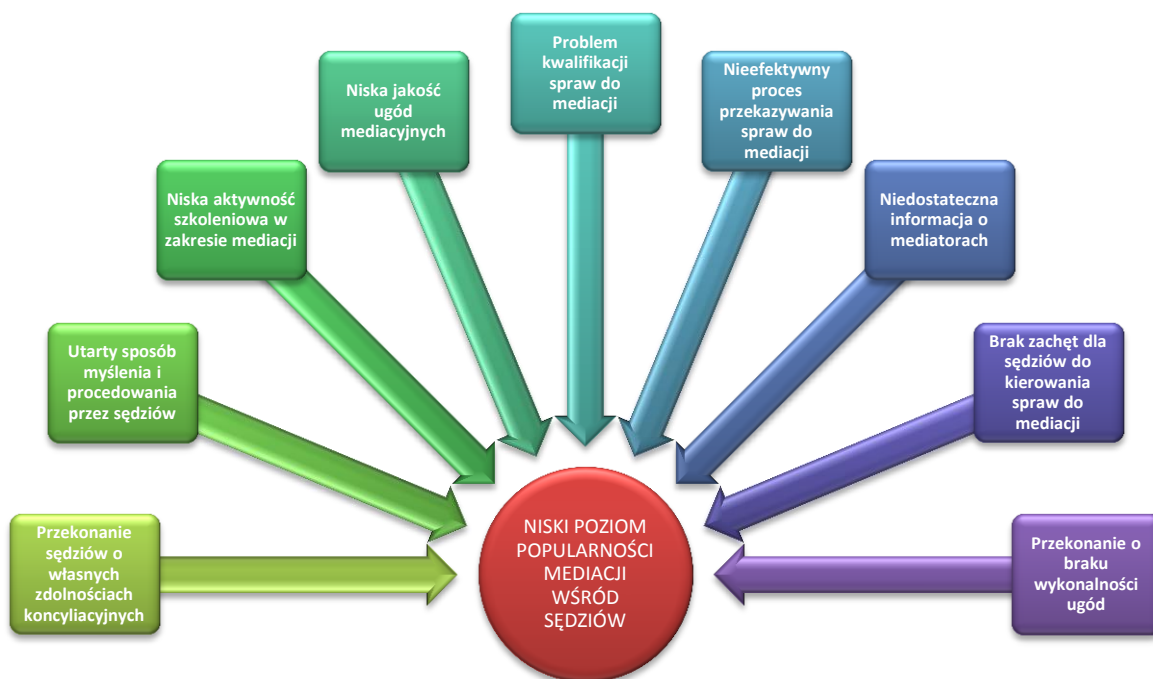 Problem
kwalifikacji
spraw do
mediacji
Niska jakość
ugód
mediacyjnych
Nieefektywny
proces
przekazywania
spraw do
mediacji
Niska aktywność
szkoleniowa w
zakresie mediacji
Niedostateczna
informacja o
mediatorach
Utarty sposób
myślenia i
procedowania
przez sędziów
Brak zachęt dla
sędziów do
kierowania
spraw do
mediacji
Przekonanie
sędziów o
własnych
zdolnościach
koncyliacyjnych
NISKI POZIOM
POPULARNOŚCI
MEDIACJI
WŚRÓD
SĘDZIÓW
Przekonanie o
braku
wykonalności
ugód